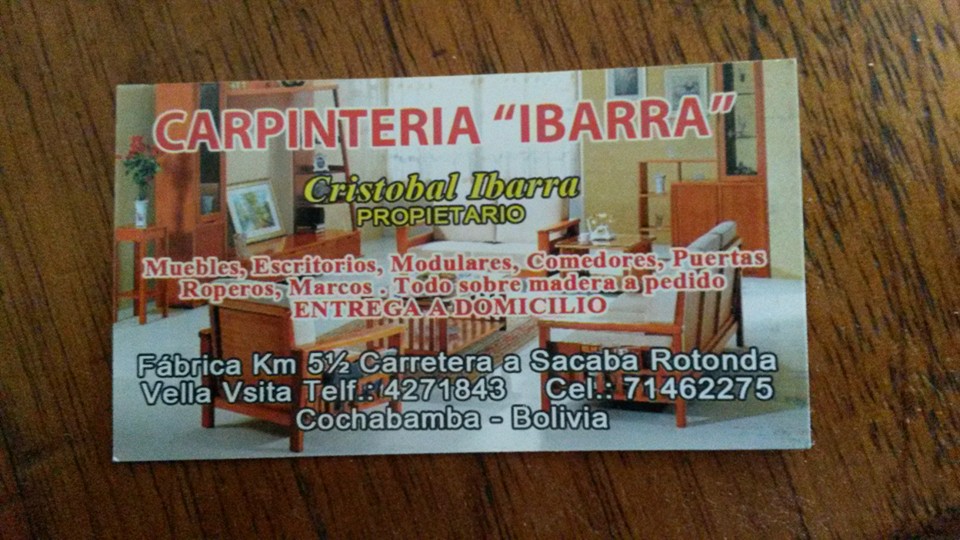 CARPINTERIA “IBARRA”
Cristobal Ibarra
PROPIETARIO
Muebles, Escritorios, Modulares, Comedores, Puertas
Roperos, Marcos . Todo sobre madera a pedido
ENTREGA A DOMICILIO
Fábrica Km 5½ Carretera a Sacaba Rotonda
Vella Vsita Telf.: 4271843 Cel.: 71462275
Cochabamba - Bolivia